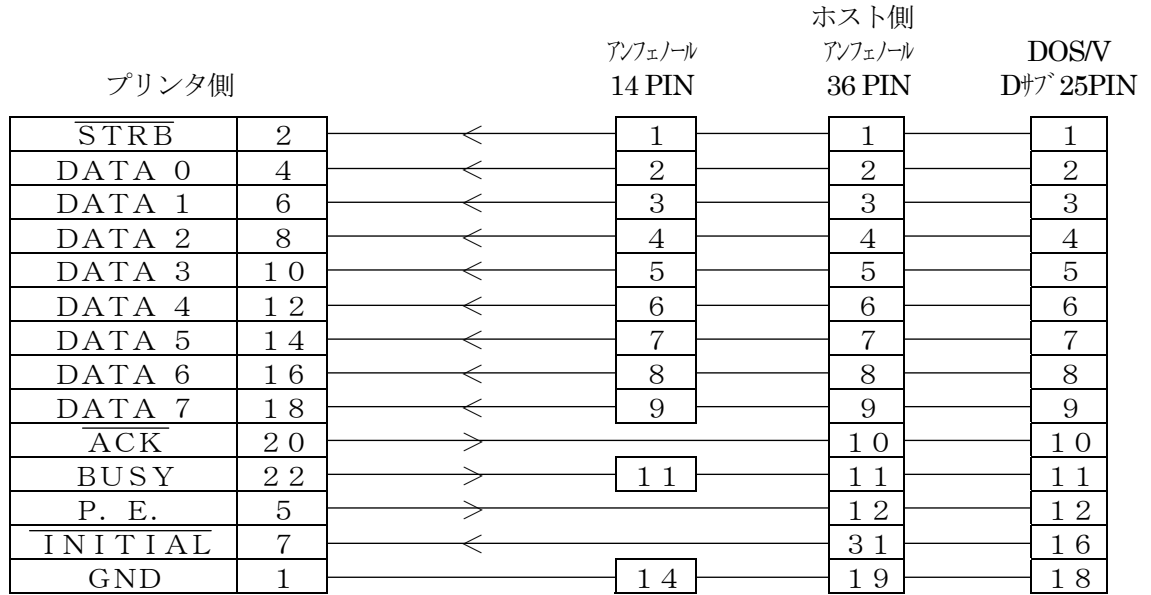 ホスト側
ｱﾝﾌｪﾉｰﾙ ｱﾝﾌｪﾉｰﾙ DOS/V
プリンタ側 14 PIN 36 PIN Dｻﾌﾞ 25PIN
STRB 2 1 1 1
DATA 0 4 2 2 2
DATA 1 6 3 3 3
DATA 2 8 4 4 4
DATA 3 10 5 5 5
DATA 4 12 6 6 6
DATA 5 14 7 7 7
DATA 6 16 8 8 8
DATA 7 18 9 9 9
ACK 20 10 10
BUSY 22 11 11 11
P. E. 5 12 12
INITIAL 7 31 16
GND 1 14 19 18